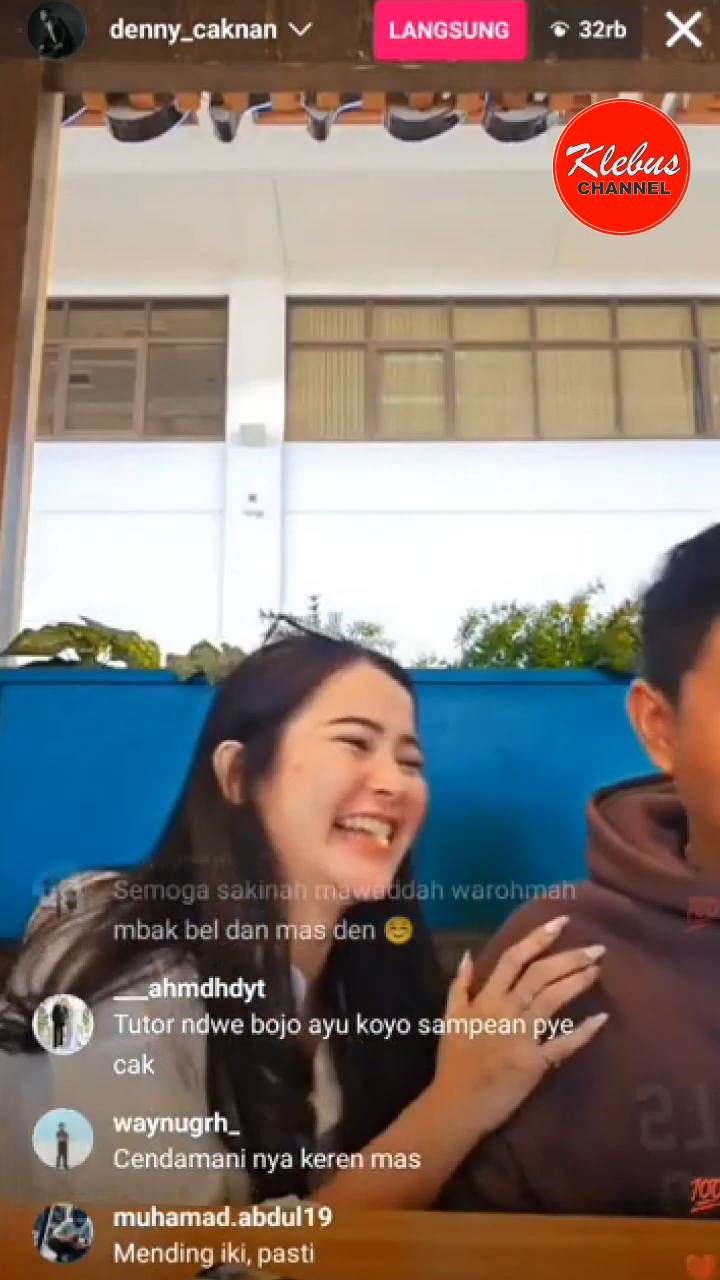 denny_caknan
LANGSUNG
32rb
Klebus
CHANNEL
Semoga sakinah mawaddah warohmah
mbak bel dan mas den ☺️
___ahmdhdyt
Tutor ndwe bojo ayu koyo sampean pye
cak
waynugrh_
Cendamani nya keren mas
muhamad.abdul19
Mending iki, pasti
💯